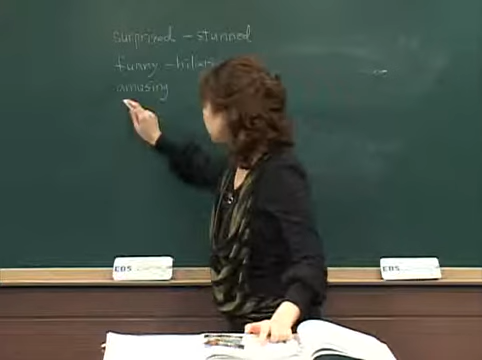 surprised - stunned
funny -
amusing
EBS
EBS